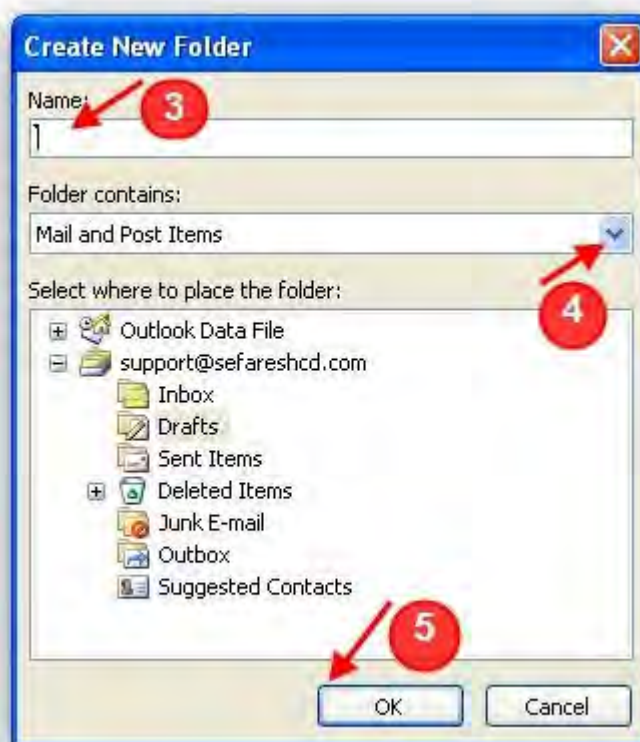 Create New Folder
Name:
3
Folder contains:
Mail and Post Items
4
Select where to place the folder:
Outlook Data File
support@sefareshcd.com
Inbox
Drafts
Sent Items
Deleted Items
Junk E-mail
Outbox
Suggested Contacts
5
OK Cancel